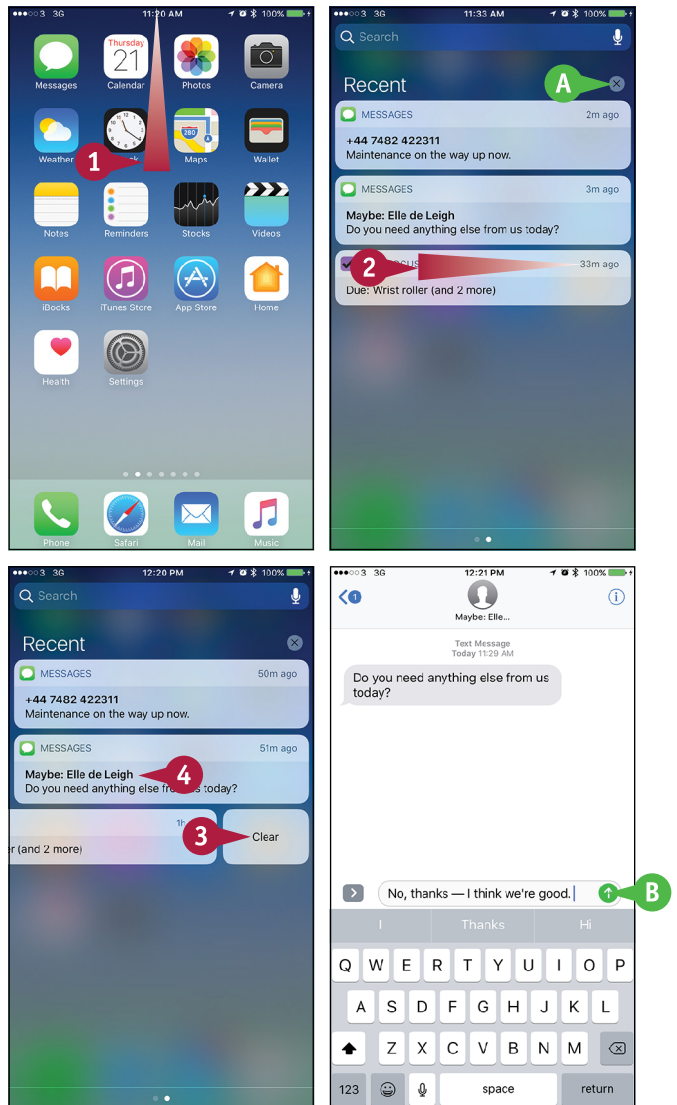 3 3G 11:20 AM 100%
Messages
Thursday
21
Calendar
Photos
Camera
Weather
280
Maps
Wallet
1
Notes
Reminders
Stocks
Videos
iBooks
iTunes Store
App Store
Home
Health
Settings
Phone
Safari
Mail
Music
3 3G 11:33 AM 100%
Search
Recent
A
MESSAGES 2m ago
+44 7482 422311
Maintenance on the way up now.
MESSAGES 3m ago
Maybe: Elle de Leigh
Do you need anything else from us today?
2
33m ago
Due: Wrist roller (and 2 more)
3 3G 12:20 PM 100%
Search
Recent
MESSAGES 50m ago
+44 7482 422311
Maintenance on the way up now.
MESSAGES 51m ago
Maybe: Elle de Leigh
4
Do you need anything else from us today?
3
Clear
(and 2 more)
3 3G 12:21 PM 100%
1
Maybe: Elle...
i
Text Message
Today 11:29 AM
Do you need anything else from us
today?
No, thanks — I think we're good.
B
I Thanks Hi
Q W E R T Y U I O P
A S D F G H J K L
Z X C V B N M
123 space return